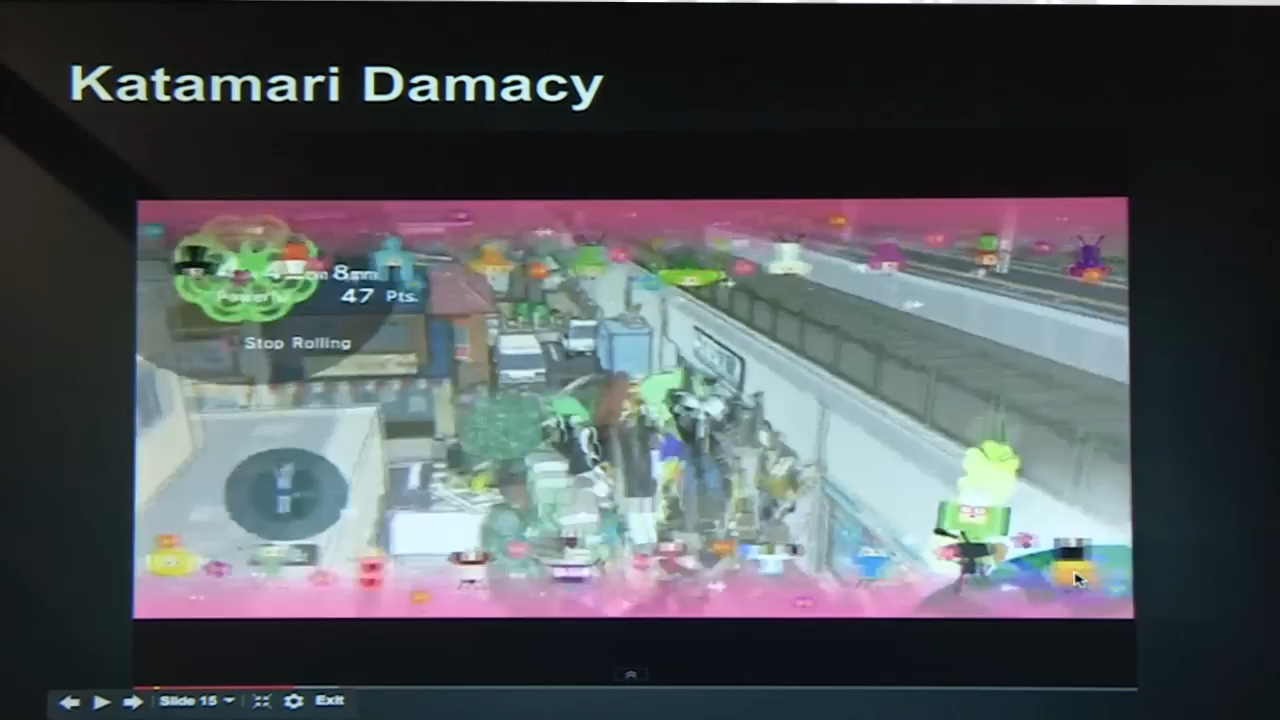 Katamari Damacy
8mm
Powerful
47 Pts.
Stop Rolling
Slide 15
Exit